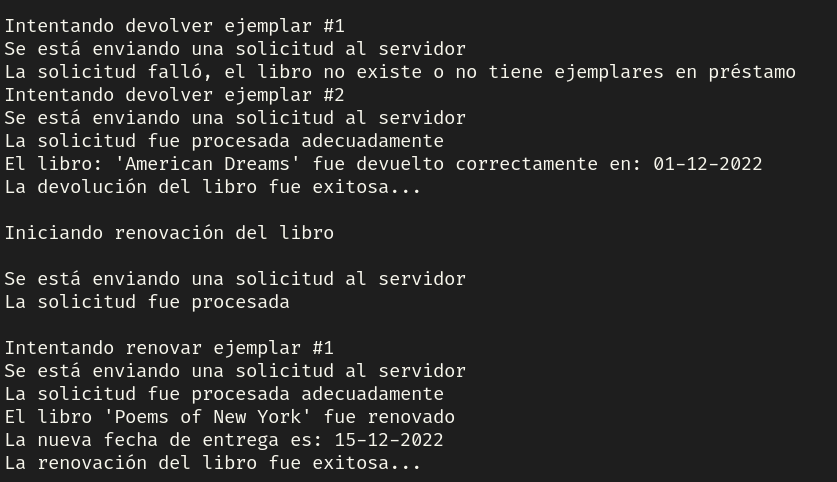 Intentando devolver ejemplar #1
Se está enviando una solicitud al servidor
La solicitud falló, el libro no existe o no tiene ejemplares en préstamo
Intentando devolver ejemplar #2
Se está enviando una solicitud al servidor
La solicitud fue procesada adecuadamente
El libro: 'American Dreams' fue devuelto correctamente en: 01-12-2022
La devolución del libro fue exitosa...
Iniciando renovación del libro
Se está enviando una solicitud al servidor
La solicitud fue procesada
Intentando renovar ejemplar #1
Se está enviando una solicitud al servidor
La solicitud fue procesada adecuadamente
El libro 'Poems of New York' fue renovado
La nueva fecha de entrega es: 15-12-2022
La renovación del libro fue exitosa...